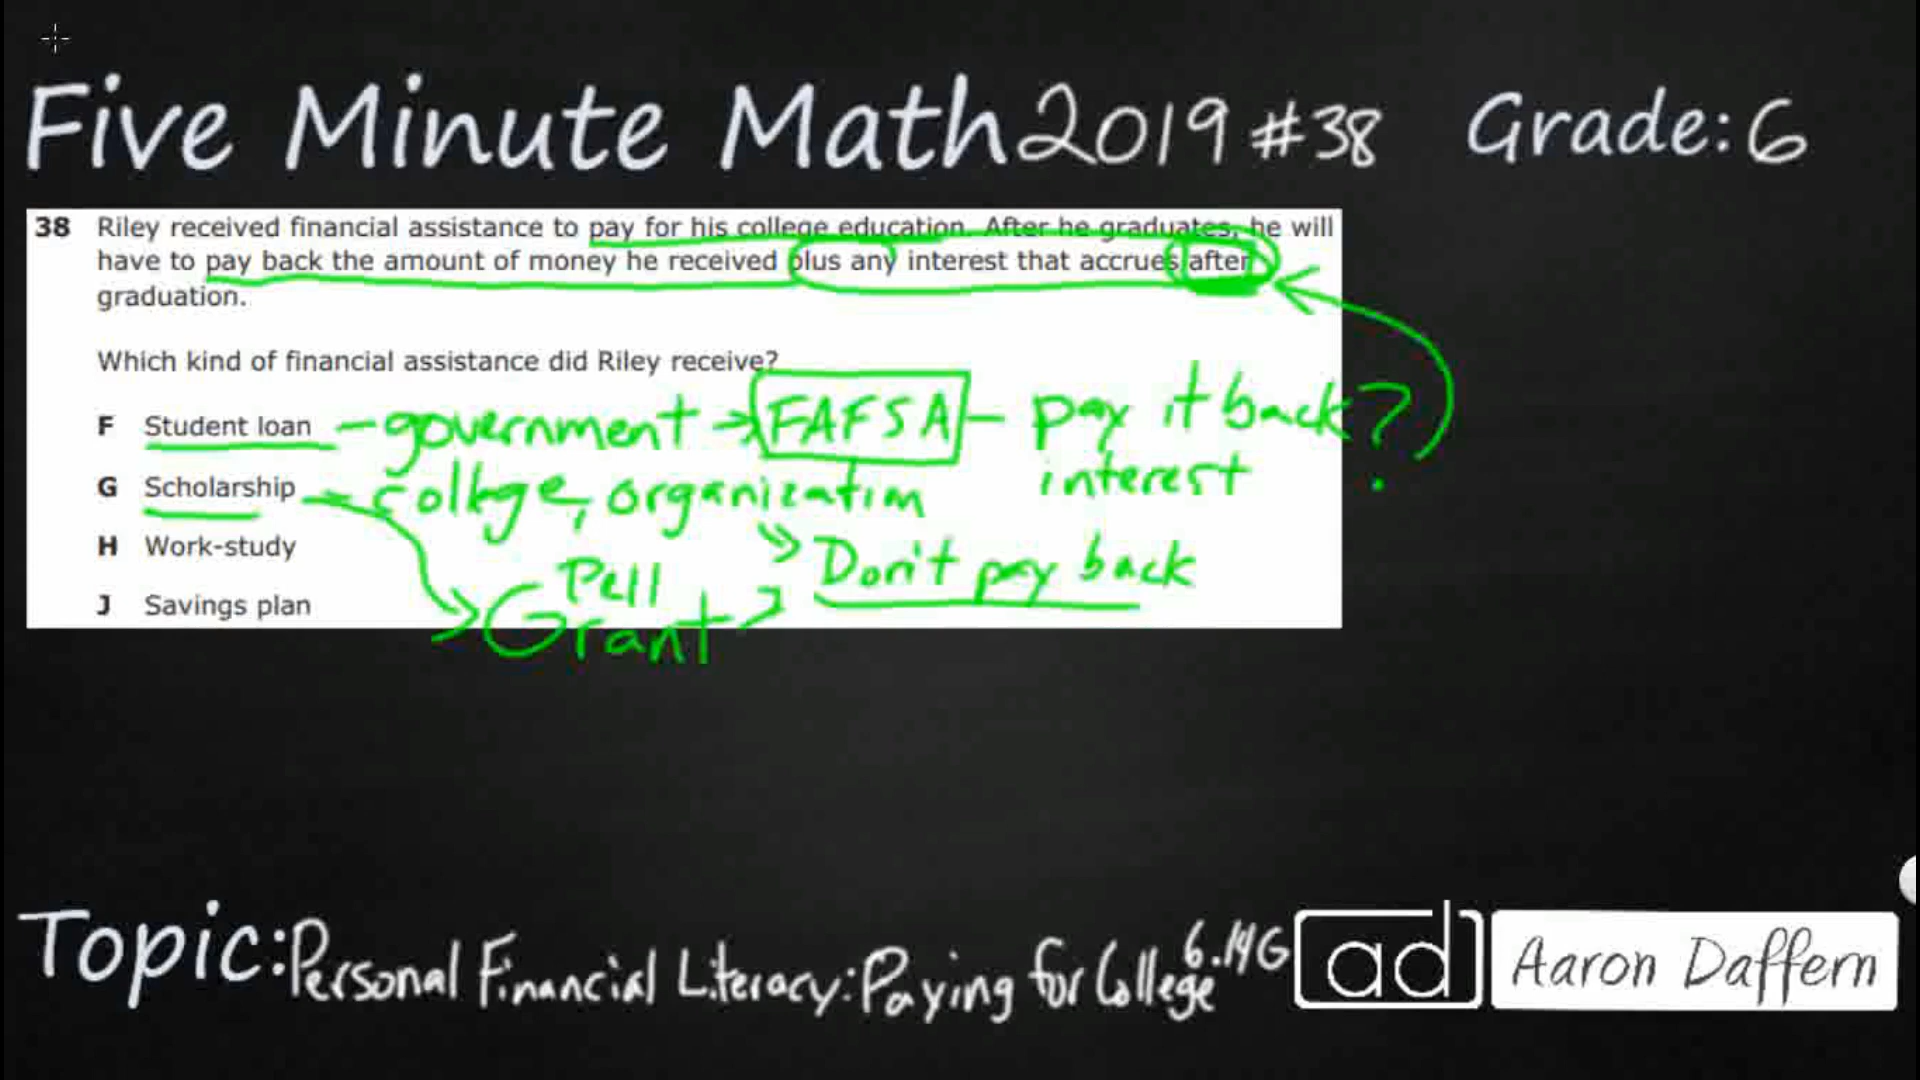 Five Minute Math 2019 #38 Grade: 6
38 Riley received financial assistance to pay for his college education. After he graduates, he will
have to pay back the amount of money he received plus any interest that accrues after
graduation.
Which kind of financial assistance did Riley receive?
F Student loan - government → FAFSA - pay it back?
interest
G Scholarship - college, organization
H Work-study
Don't pay back
Pell
Grant
J Savings plan
Topic: Personal Financial Literacy: Paying for College 6.14G
ad Aaron Daffern